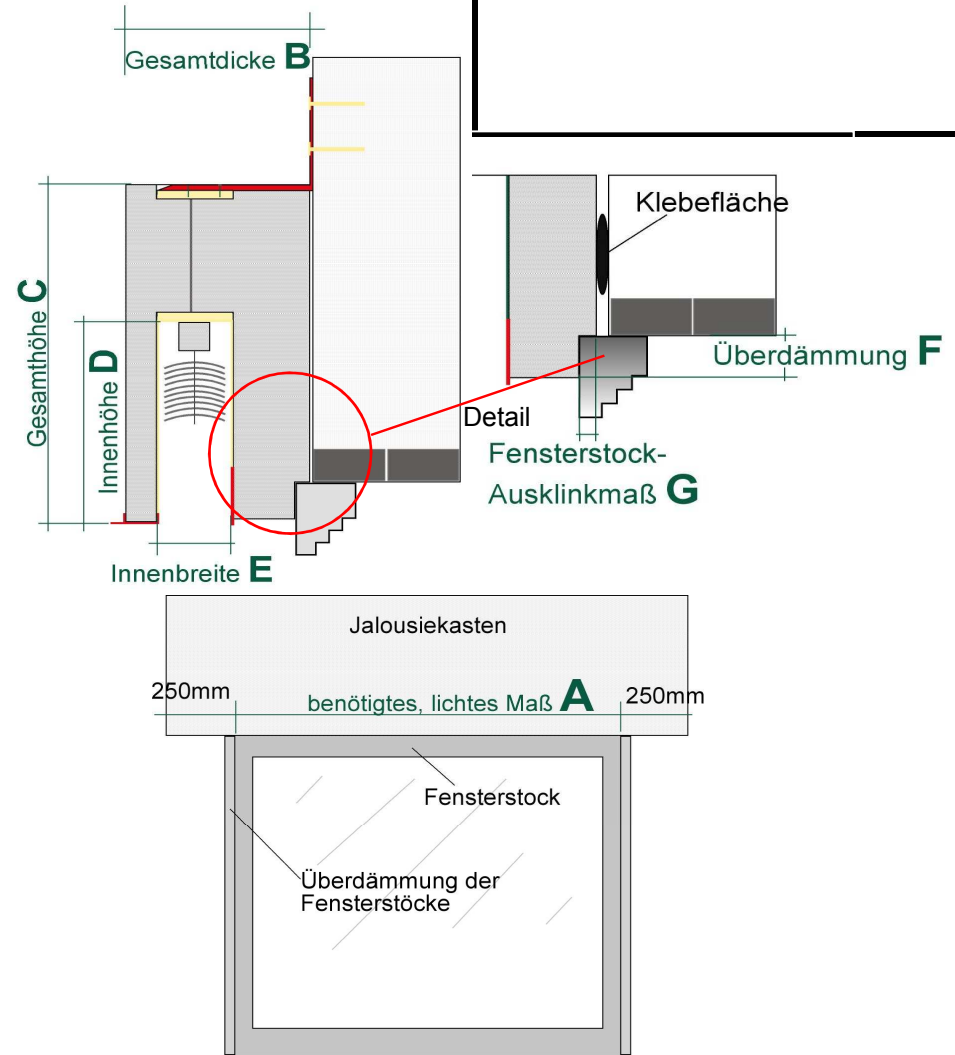 Gesamtdicke B
Klebefläche
Gesamthöhe C
Innenhöhe D
Überdämmung F
Detail
Fensterstock-
Ausklinkmaß G
Innenbreite E
Jalousiekasten
250mm
benötigtes, lichtes Maß A
250mm
Fensterstock
Überdämmung der
Fensterstöcke